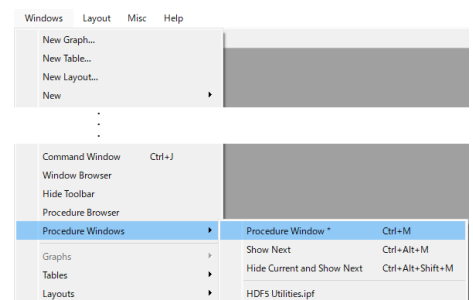 Windows Layout Misc Help
New Graph...
New Table...
New Layout...
New
Command Window Ctrl+J
Window Browser
Hide Toolbar
Procedure Browser
Procedure Windows Procedure Window * Ctrl+M
Graphs Show Next Ctrl+Alt+M
Tables Hide Current and Show Next Ctrl+Alt+Shift+M
Layouts HDF5 Utilities.ipf